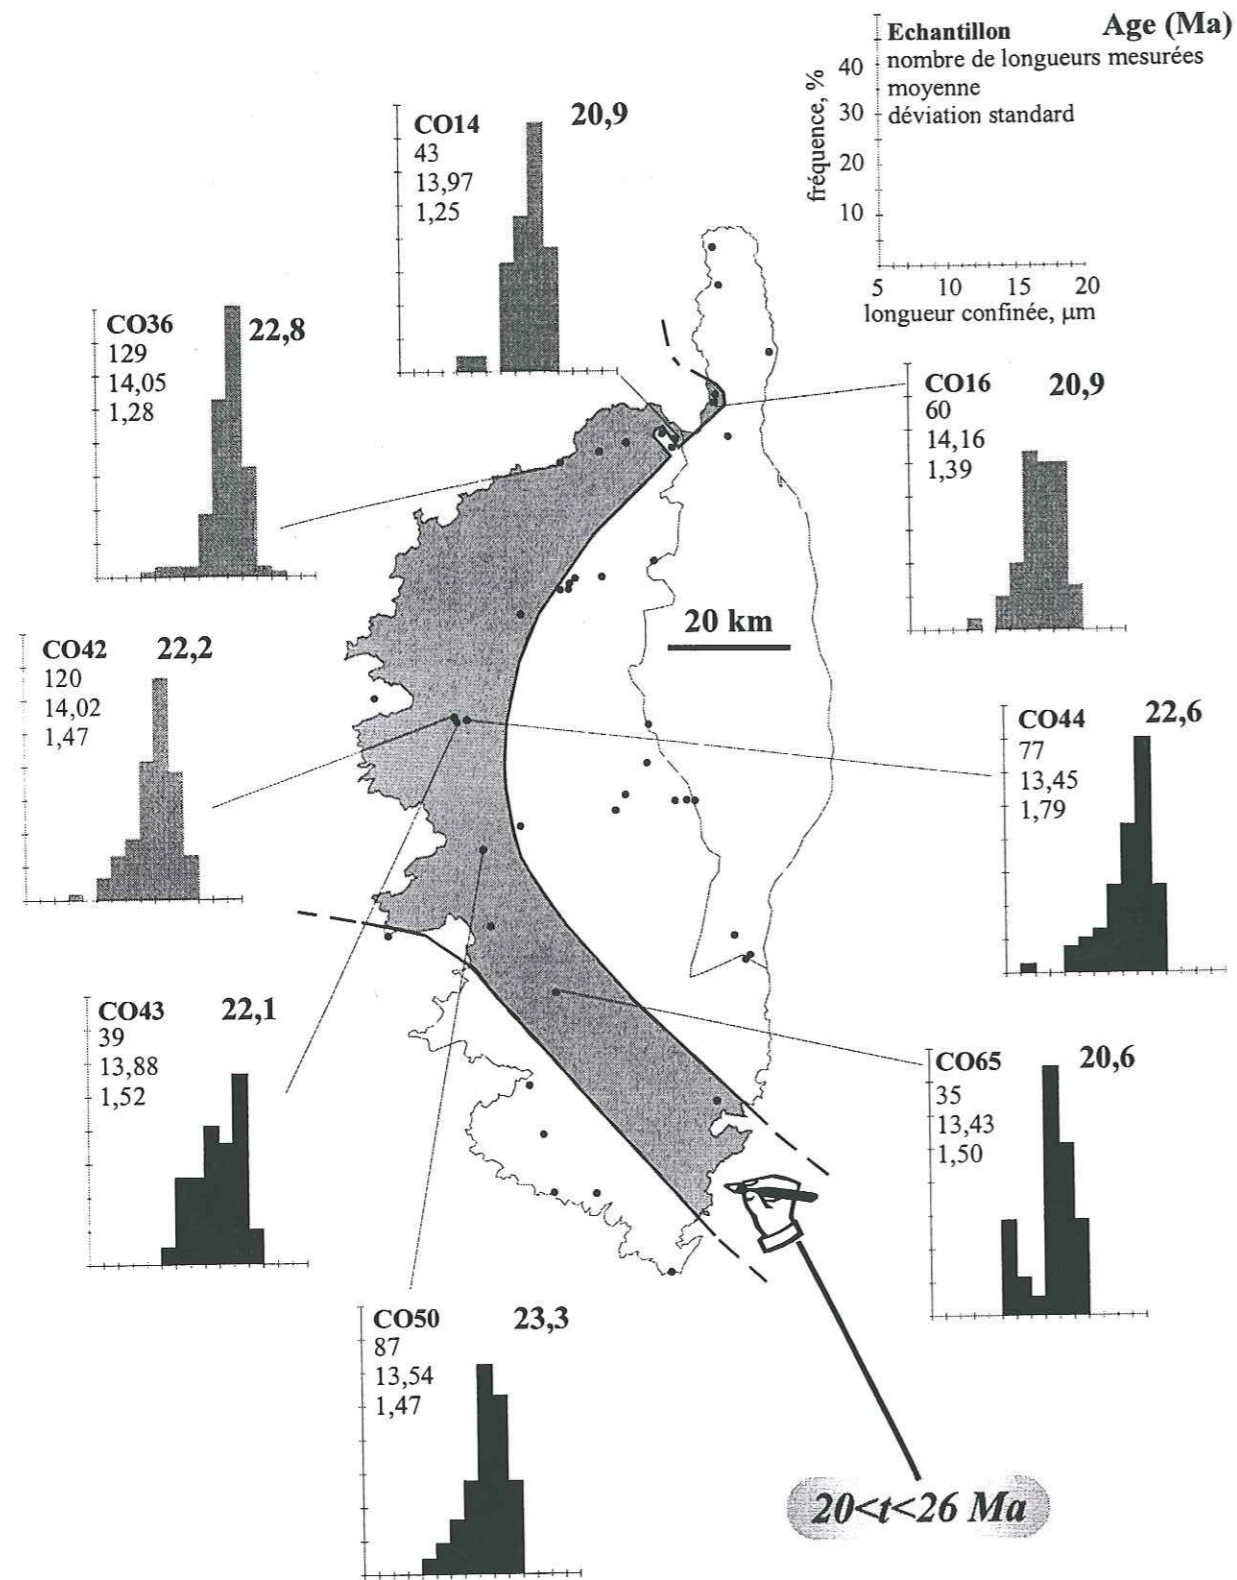 Echantillon Age (Ma)
nombre de longueurs mesurées
moyenne
déviation standard
fréquence, %
40
30
20
10
5 10 15 20
longueur confinée, µm
CO14 20,9
43
13,97
1,25
CO36 22,8
129
14,05
1,28
CO16 20,9
60
14,16
1,39
20 km
CO42 22,2
120
14,02
1,47
CO44 22,6
77
13,45
1,79
CO43 22,1
39
13,88
1,52
CO65 20,6
35
13,43
1,50
CO50 23,3
87
13,54
1,47
20<t<26 Ma